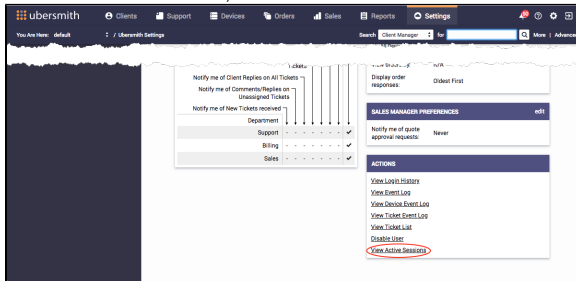 ubersmith Clients Support Devices Orders Sales Reports Settings
You Are Here: default / Ubersmith Settings Search Client Manager for More | Advance
N/A
Notify me of Client Replies on All Tickets
Notify me of Comments/Replies on
Unassigned Tickets
Notify me of New Tickets received
Department
Support - - - - - - - ✔
Billing - - - - - - - ✔
Sales - - - - - - - ✔
Display order
responses: Oldest First
SALES MANAGER PREFERENCES edit
Notify me of quote
approval requests: Never
ACTIONS
View Login History
View Event Log
View Device Event Log
View Ticket Event Log
View Ticket List
Disable User
View Active Sessions